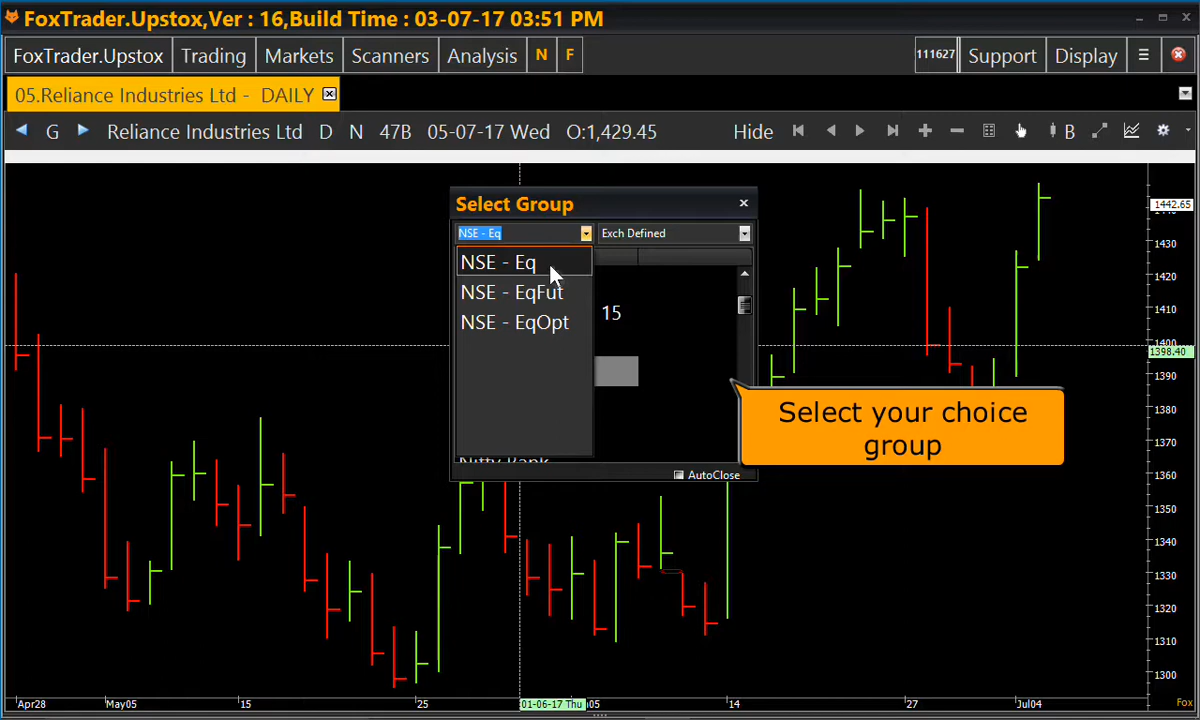 FoxTrader.Upstox,Ver : 16,Build Time : 03-07-17 03:51 PM
FoxTrader.Upstox Trading Markets Scanners Analysis N F 111627 Support Display
05.Reliance Industries Ltd - DAILY
G Reliance Industries Ltd D N 47B 05-07-17 Wed O:1,429.45 Hide B
Select Group
NSE - Eq Exch Defined
NSE - Eq
NSE - EqFut
NSE - EqOpt
15
Nifty Bank
AutoClose
Select your choice
group
1442.65
1430
1420
1410
1400
1398.40
1390
1380
1370
1360
1350
1340
1330
1320
1310
1300
Apr28 May05 15 25 01-06-17 Thu 05 14 27 Jul04 Fox